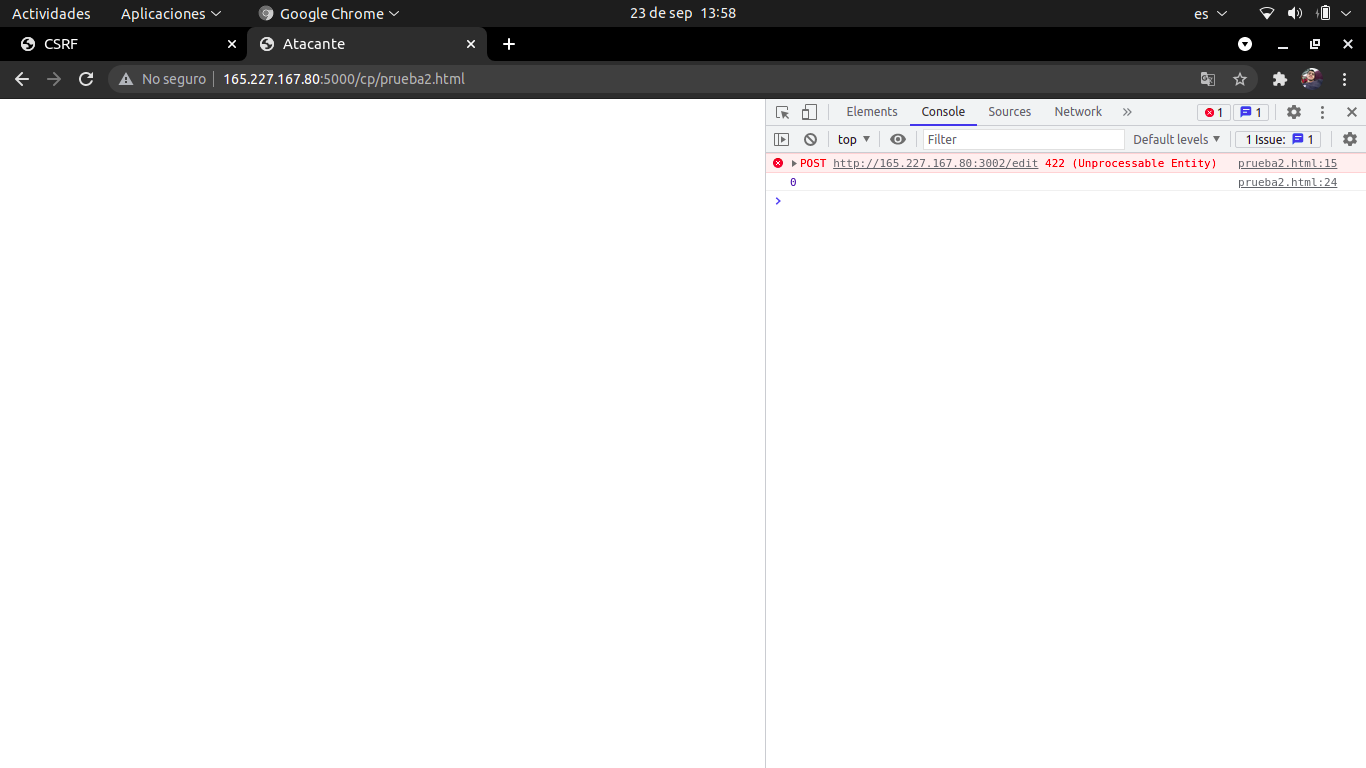 Actividades Aplicaciones Google Chrome 23 de sep 13:58 es
CSRF Atacante
No seguro 165.227.167.80:5000/cp/prueba2.html
Elements Console Sources Network 1 1
top Filter Default levels 1 Issue: 1
POST http://165.227.167.80:3002/edit 422 (Unprocessable Entity) prueba2.html:15
0 prueba2.html:24